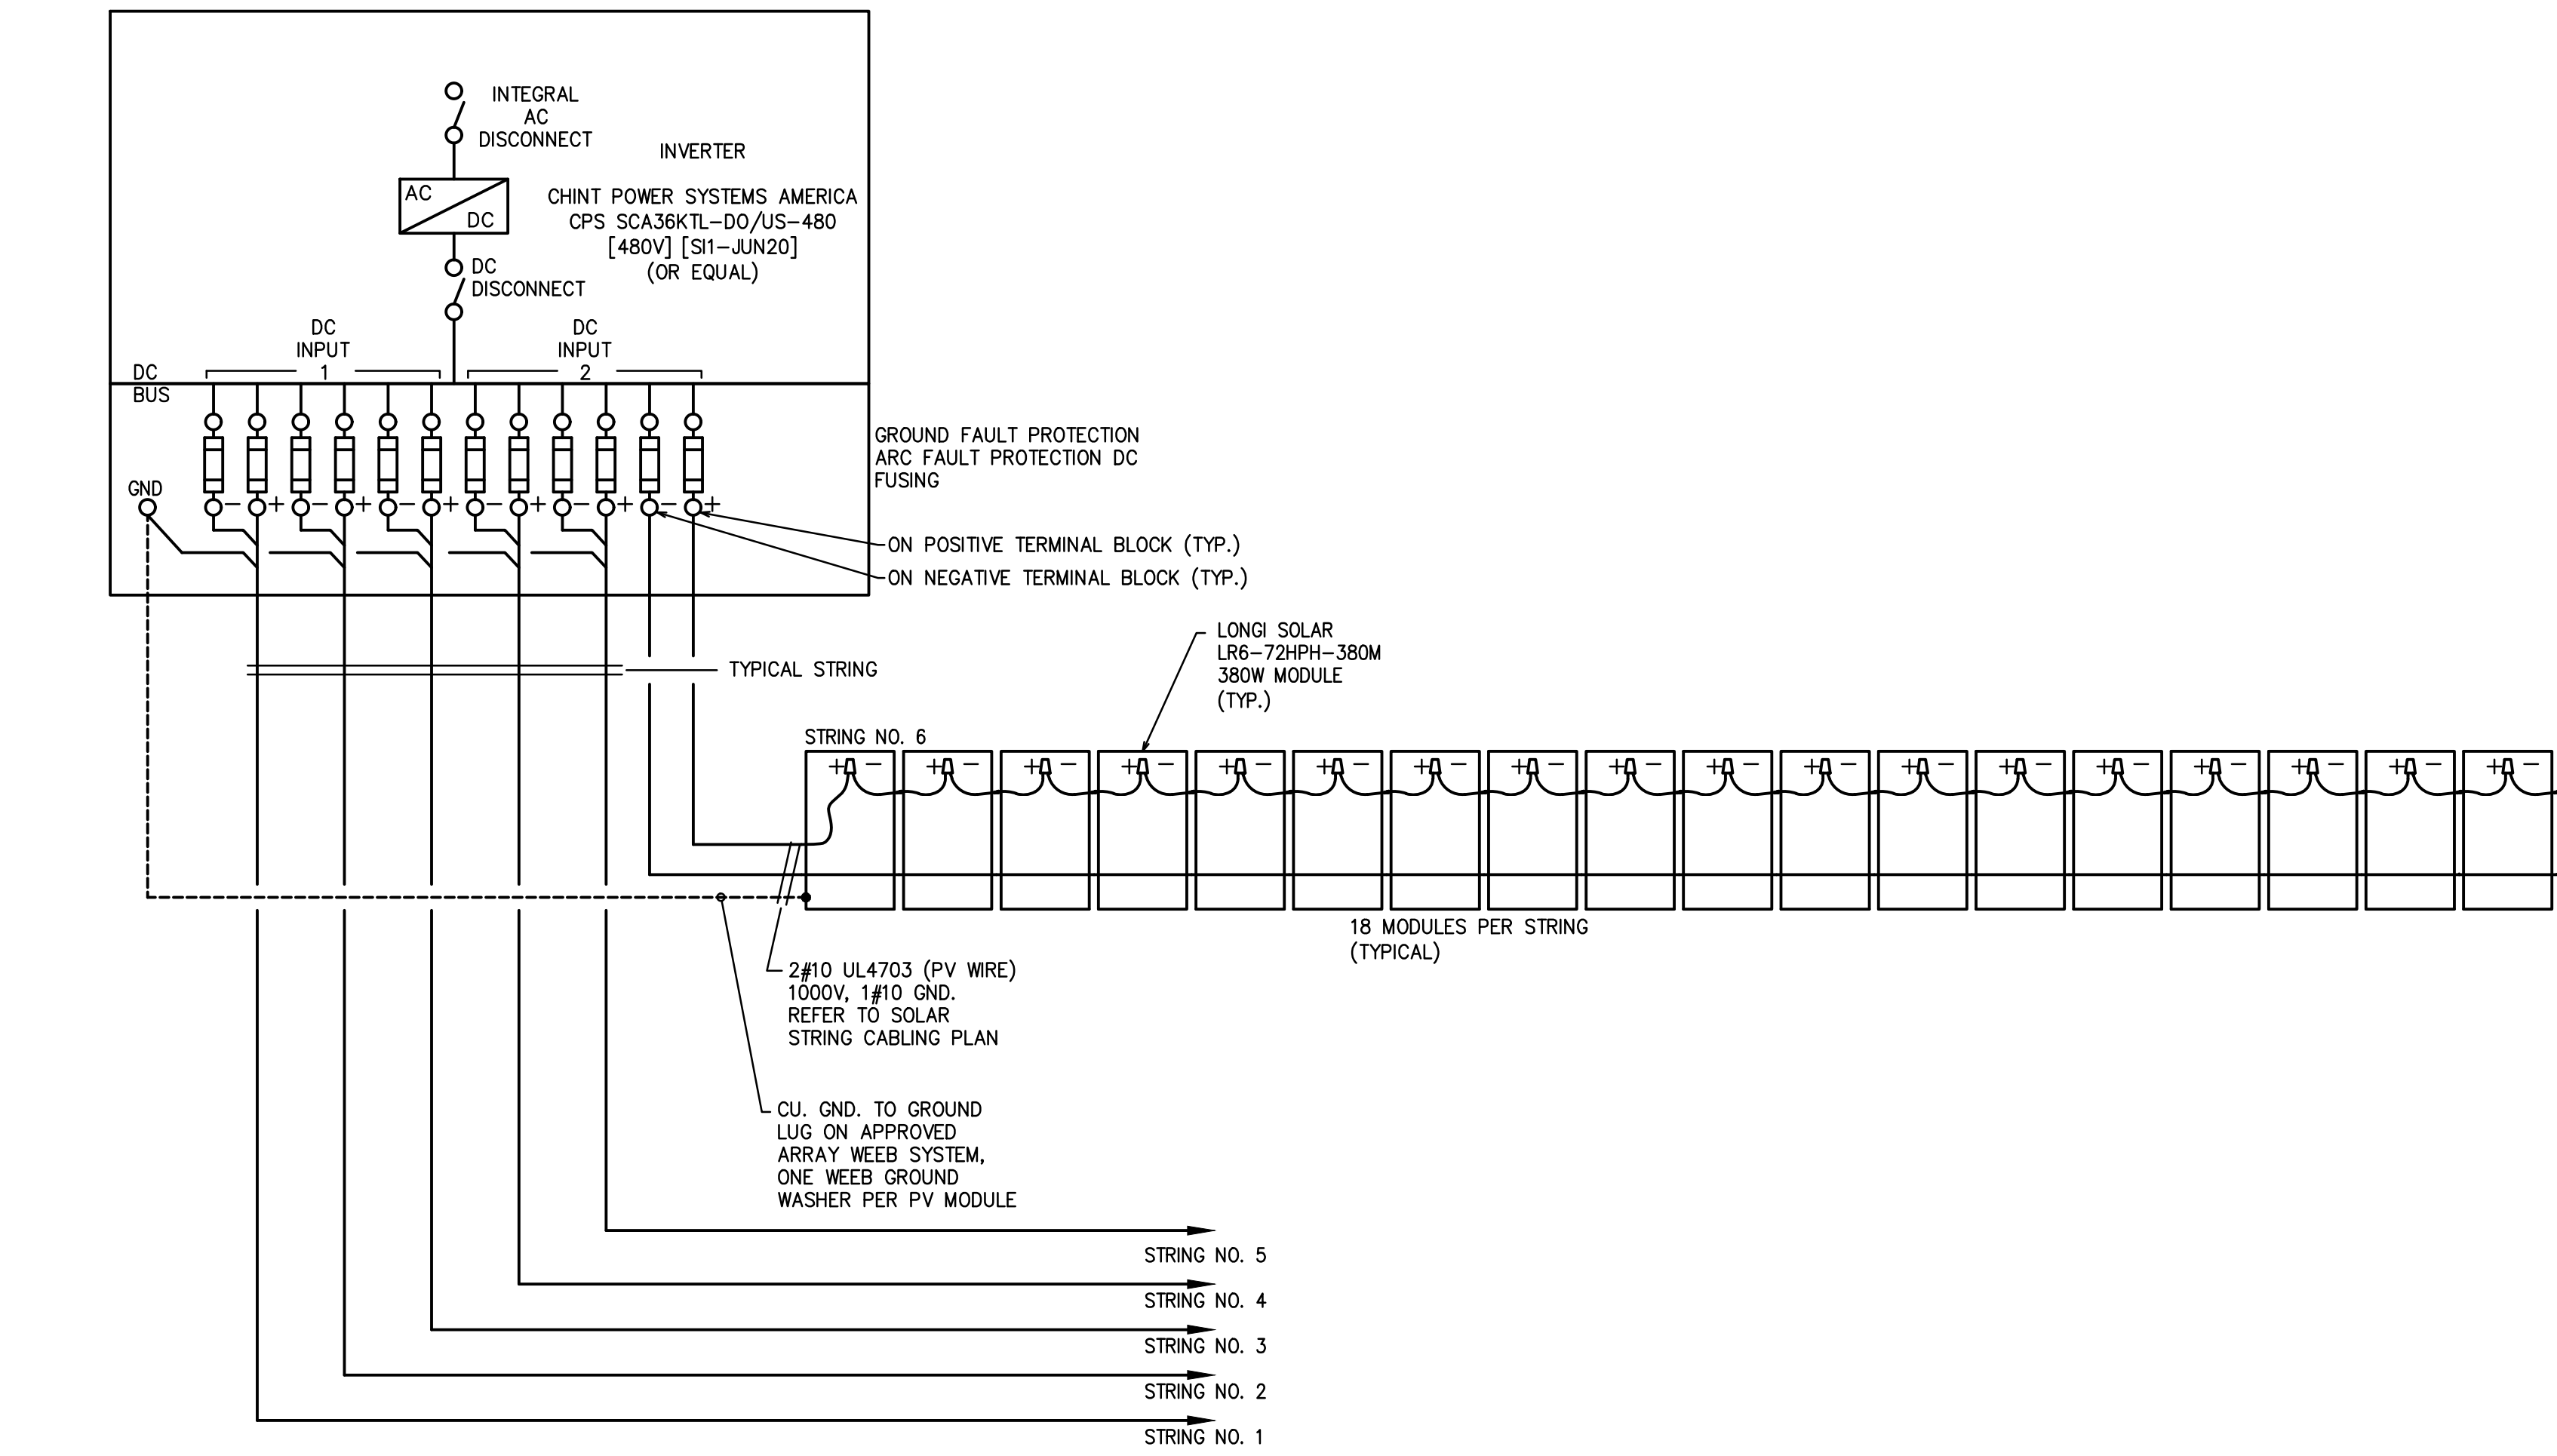 INTEGRAL
AC
DISCONNECT
INVERTER
CHINT POWER SYSTEMS AMERICA
CPS SCA36KTL-DO/US-480
[480V] [SI1-JUN20]
(OR EQUAL)
AC
DC
DC
DISCONNECT
DC
INPUT
1
DC
INPUT
2
DC
BUS
GND
- + - + - + - + - + - +
GROUND FAULT PROTECTION
ARC FAULT PROTECTION DC
FUSING
ON POSITIVE TERMINAL BLOCK (TYP.)
ON NEGATIVE TERMINAL BLOCK (TYP.)
TYPICAL STRING
LONGI SOLAR
LR6-72HPH-380M
380W MODULE
(TYP.)
STRING NO. 6
+ - + - + - + - + - + - + - + - + - + - + - + - + - + - + - + - + - + -
18 MODULES PER STRING
(TYPICAL)
2#10 UL4703 (PV WIRE)
1000V, 1#10 GND.
REFER TO SOLAR
STRING CABLING PLAN
CU. GND. TO GROUND
LUG ON APPROVED
ARRAY WEEB SYSTEM,
ONE WEEB GROUND
WASHER PER PV MODULE
STRING NO. 5
STRING NO. 4
STRING NO. 3
STRING NO. 2
STRING NO. 1